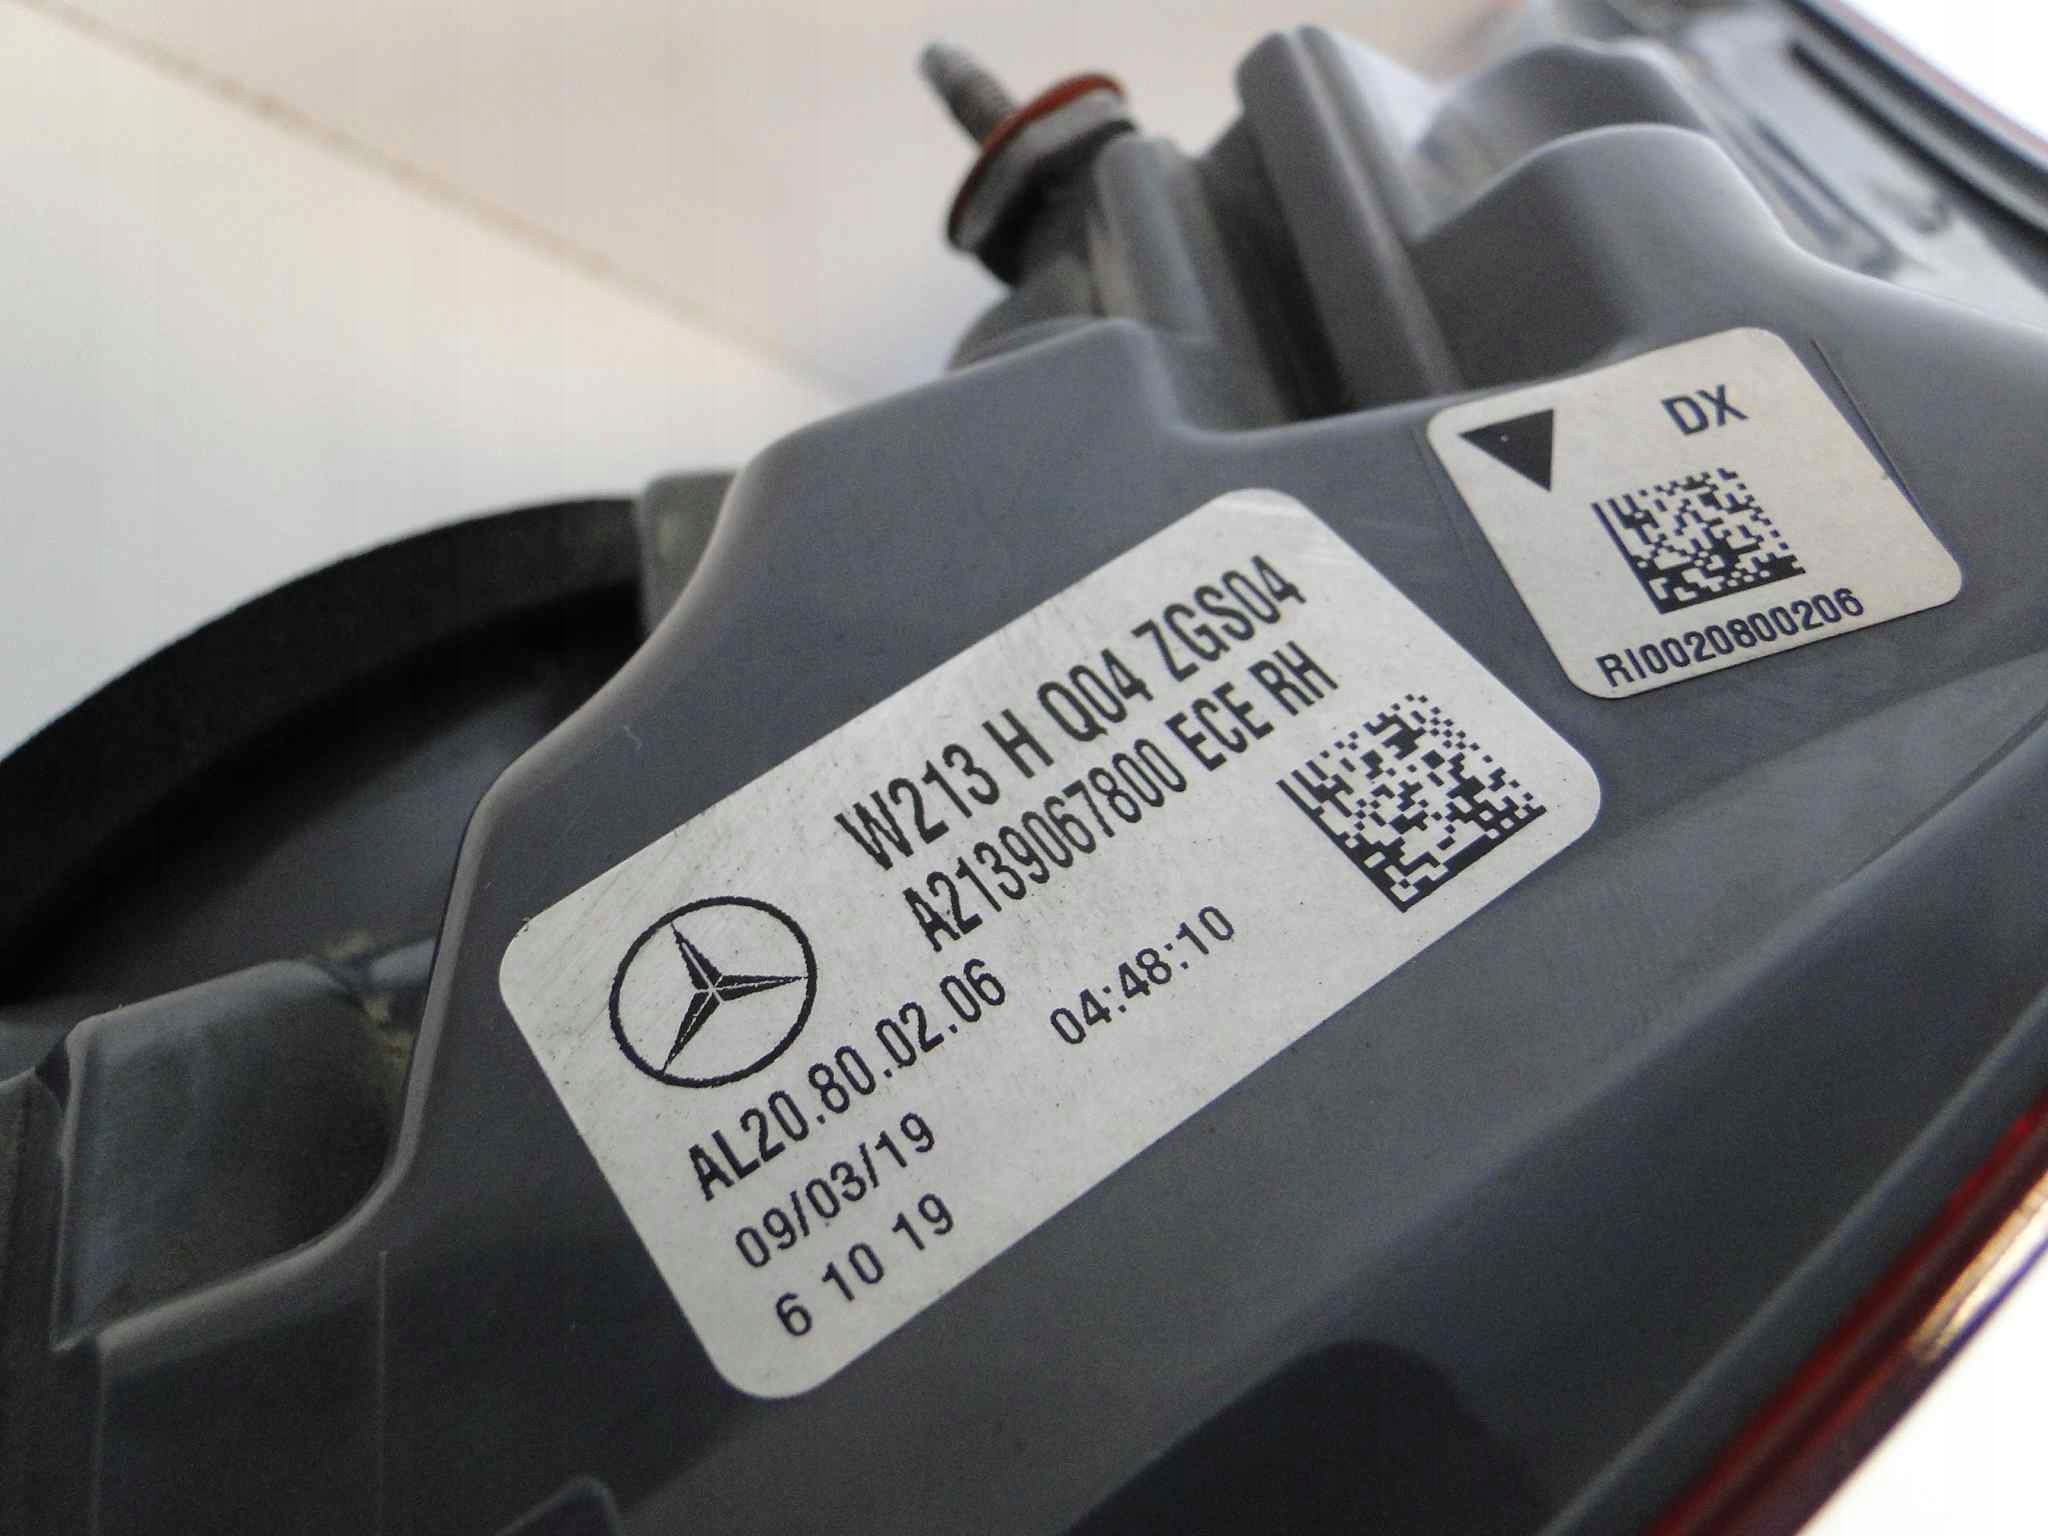 DX
RI0020800206
W213 H Q04 ZGS04
A2139067800 ECE RH
AL20.80.02.06
09/03/19 04:48:10
6 10 19